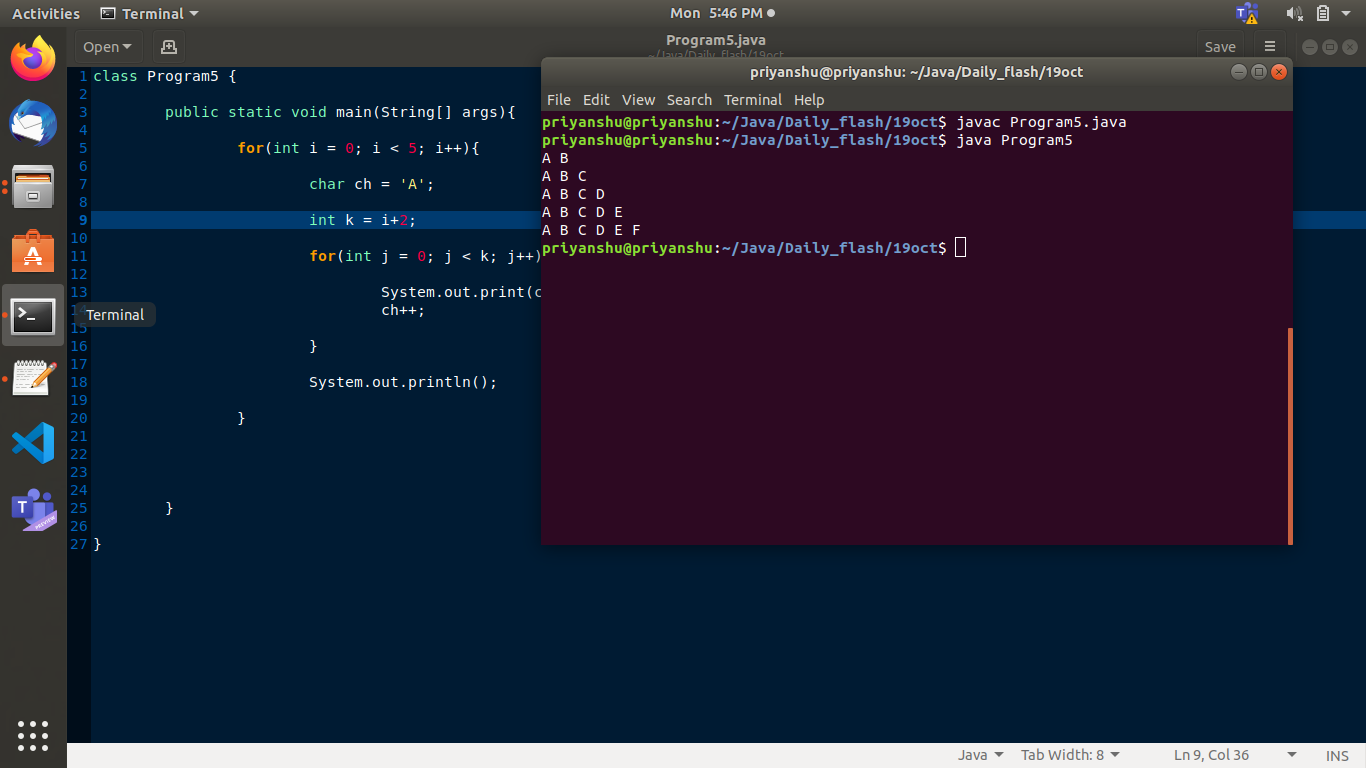 Activities Terminal Mon 5:46 PM
Open Program5.java Save
~/Java/Daily_flash/19oct
1 class Program5 {
2
3 public static void main(String[] args){
4
5 for(int i = 0; i < 5; i++){
6
7 char ch = 'A';
8
9 int k = i+2;
10
11 for(int j = 0; j < k; j++)
12
13 System.out.print(c
14 ch++;
15
16 }
17
18 System.out.println();
19
20 }
21
22
23
24
25 }
26
27 }
Terminal
priyanshu@priyanshu: ~/Java/Daily_flash/19oct
File Edit View Search Terminal Help
priyanshu@priyanshu:~/Java/Daily_flash/19oct$ javac Program5.java
priyanshu@priyanshu:~/Java/Daily_flash/19oct$ java Program5
A B
A B C
A B C D
A B C D E
A B C D E F
priyanshu@priyanshu:~/Java/Daily_flash/19oct$
T
A
T
PREVIEW
Java Tab Width: 8 Ln 9, Col 36 INS